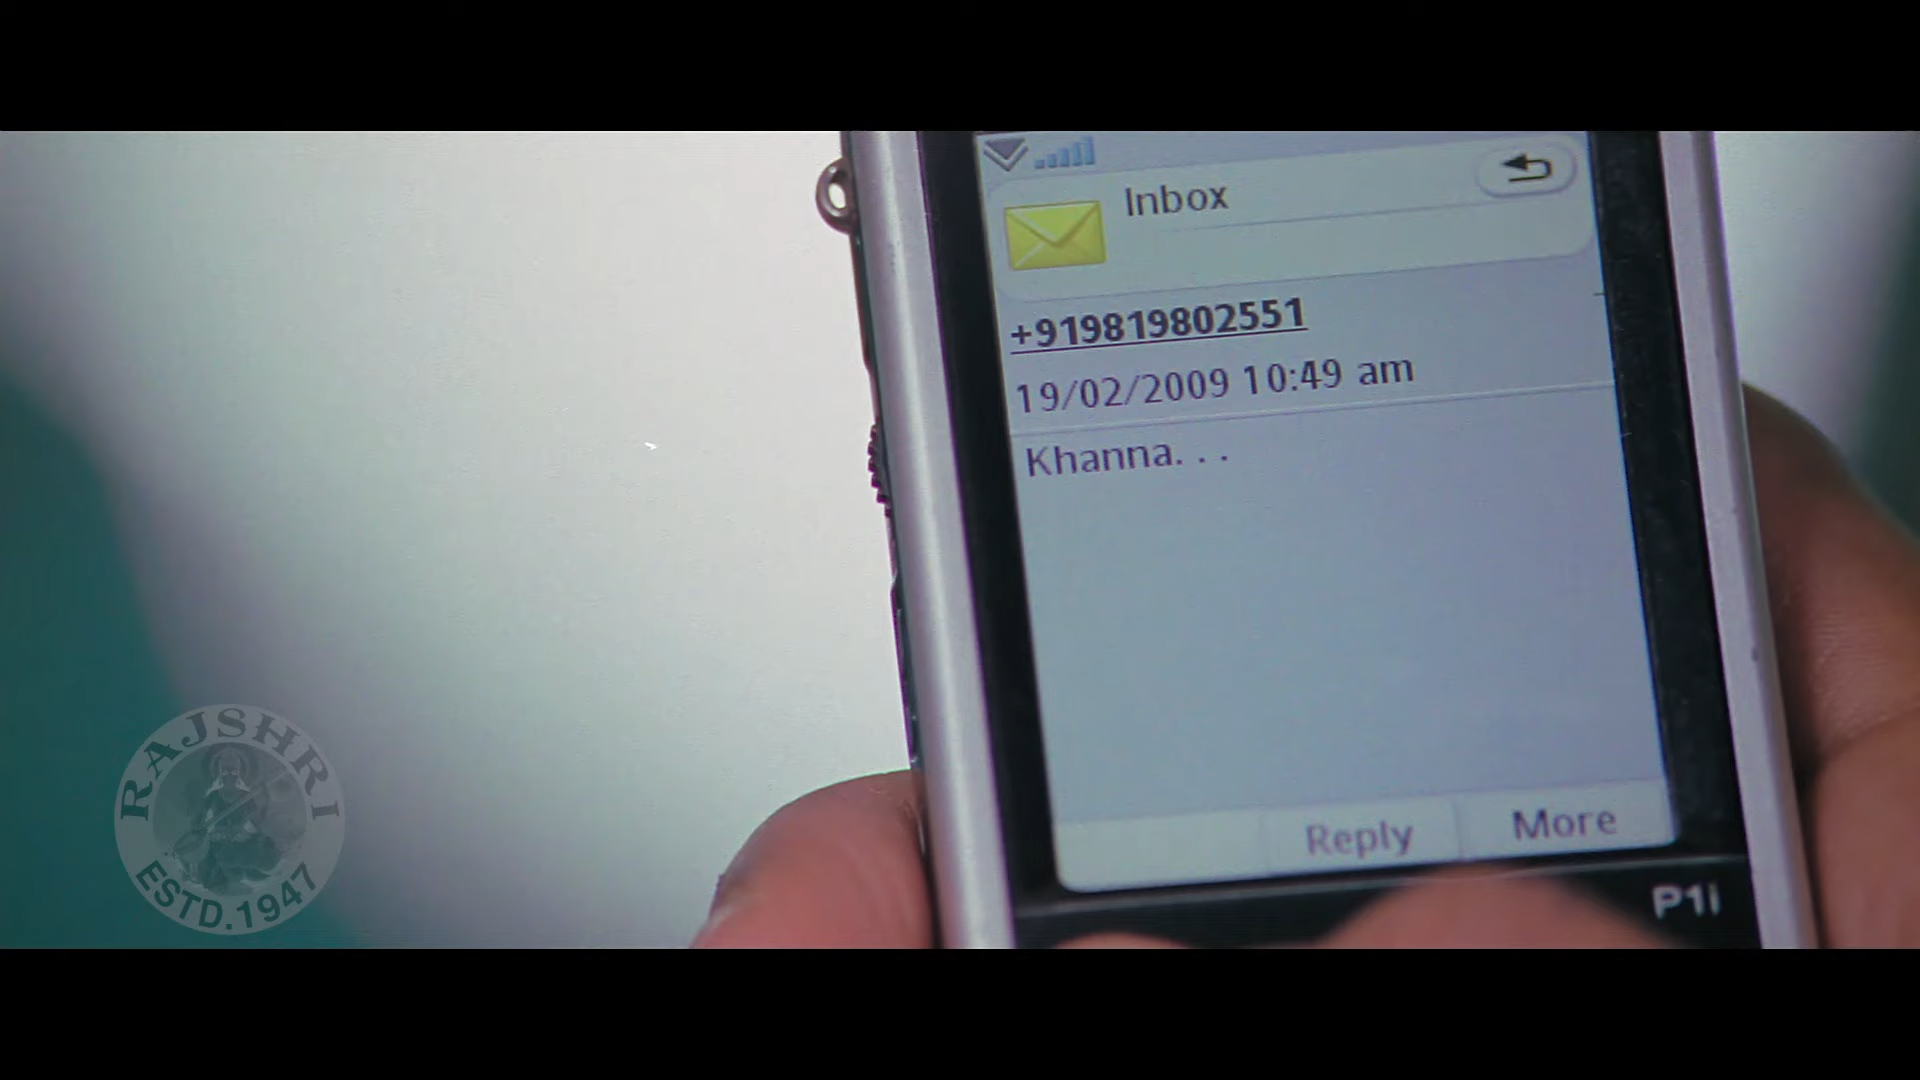 Inbox
+919819802551
19/02/2009 10:49 am
Khanna. . .
Reply
More
P1i
RAJSHRI
ESTD.1947